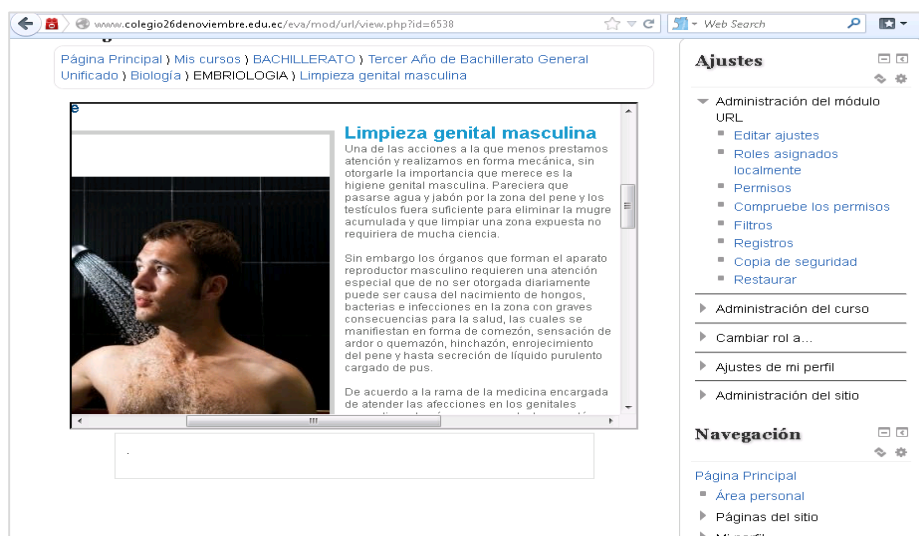 www.colegio26denoviembre.edu.ec/eva/mod/url/view.php?id=6538
Web Search
Página Principal ) Mis cursos ) BACHILLERATO ) Tercer Año de Bachillerato General
Unificado ) Biología ) EMBRIOLOGIA ) Limpieza genital masculina
e
Limpieza genital masculina
Una de las acciones a la que menos prestamos
atención y realizamos en forma mecánica, sin
otorgarle la importancia que merece es la
higiene genital masculina. Pareciera que
pasarse agua y jabón por la zona del pene y los
testículos fuera suficiente para eliminar la mugre
acumulada y que limpiar una zona expuesta no
requiriera de mucha ciencia.
Sin embargo los órganos que forman el aparato
reproductor masculino requieren una atención
especial que de no ser otorgada diariamente
puede ser causa del nacimiento de hongos,
bacterias e infecciones en la zona con graves
consecuencias para la salud, las cuales se
manifiestan en forma de comezón, sensación de
ardor o quemazón, hinchazón, enrojecimiento
del pene y hasta secreción de líquido purulento
cargado de pus.
De acuerdo a la rama de la medicina encargada
de atender las afecciones en los genitales
.
Ajustes
Administración del módulo
URL
Editar ajustes
Roles asignados
localmente
Permisos
Compruebe los permisos
Filtros
Registros
Copia de seguridad
Restaurar
Administración del curso
Cambiar rol a...
Ajustes de mi perfil
Administración del sitio
Navegación
Página Principal
Área personal
Páginas del sitio
Mi perfil